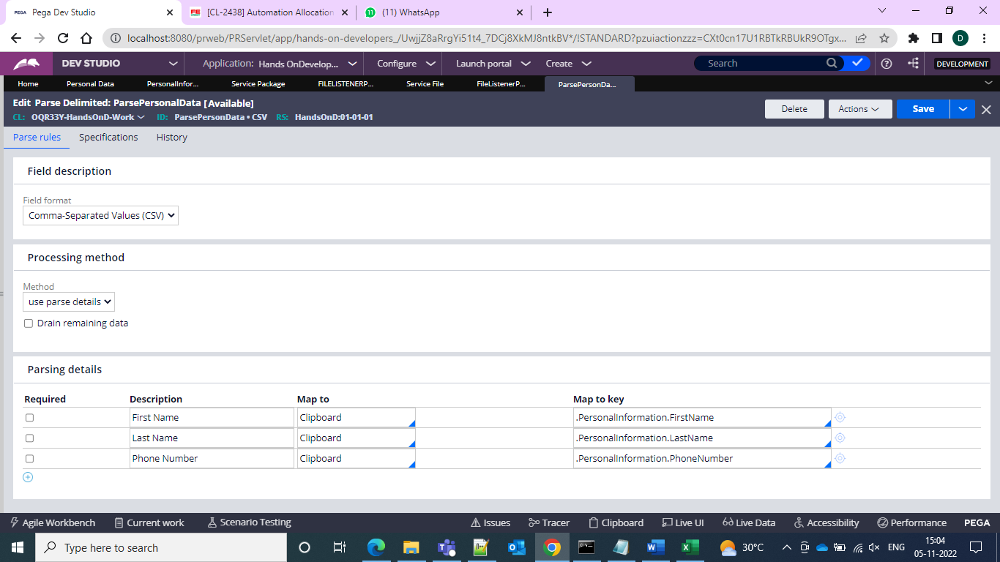 PEGA Pega Dev Studio
[CL-2438] Automation Allocation
(11) WhatsApp
localhost:8080/prweb/PRServlet/app/hands-on-developers_/UwjjZ8aRrgYi51t4_7DCj8XkMJ8ntkBV*/!STANDARD?pzuiactionzzz=CXt0cn17U1RBTkRBUkR9OTgx...
D
DEV STUDIO
Application: Hands OnDevelop...
Configure
Launch portal
Create
Search
DEVELOPMENT
Home
Personal Data
PersonalInfor...
Service Package
FILELISTENERP...
Service File
FileListenerP...
ParsePersonDa...
Edit Parse Delimited: ParsePersonalData [Available]
CL: OQR33Y-HandsOnD-Work ID: ParsePersonData • CSV RS: HandsOnD:01-01-01
Delete
Actions
Save
Parse rules
Specifications
History
Field description
Field format
Comma-Separated Values (CSV)
Processing method
Method
use parse details
Drain remaining data
Parsing details
Required Description Map to Map to key
First Name Clipboard .PersonalInformation.FirstName
Last Name Clipboard .PersonalInformation.LastName
Phone Number Clipboard .PersonalInformation.PhoneNumber
Agile Workbench
Current work
Scenario Testing
Issues
Tracer
Clipboard
Live UI
Live Data
Accessibility
Performance
PEGA
Type here to search
30°C
ENG
15:04
05-11-2022